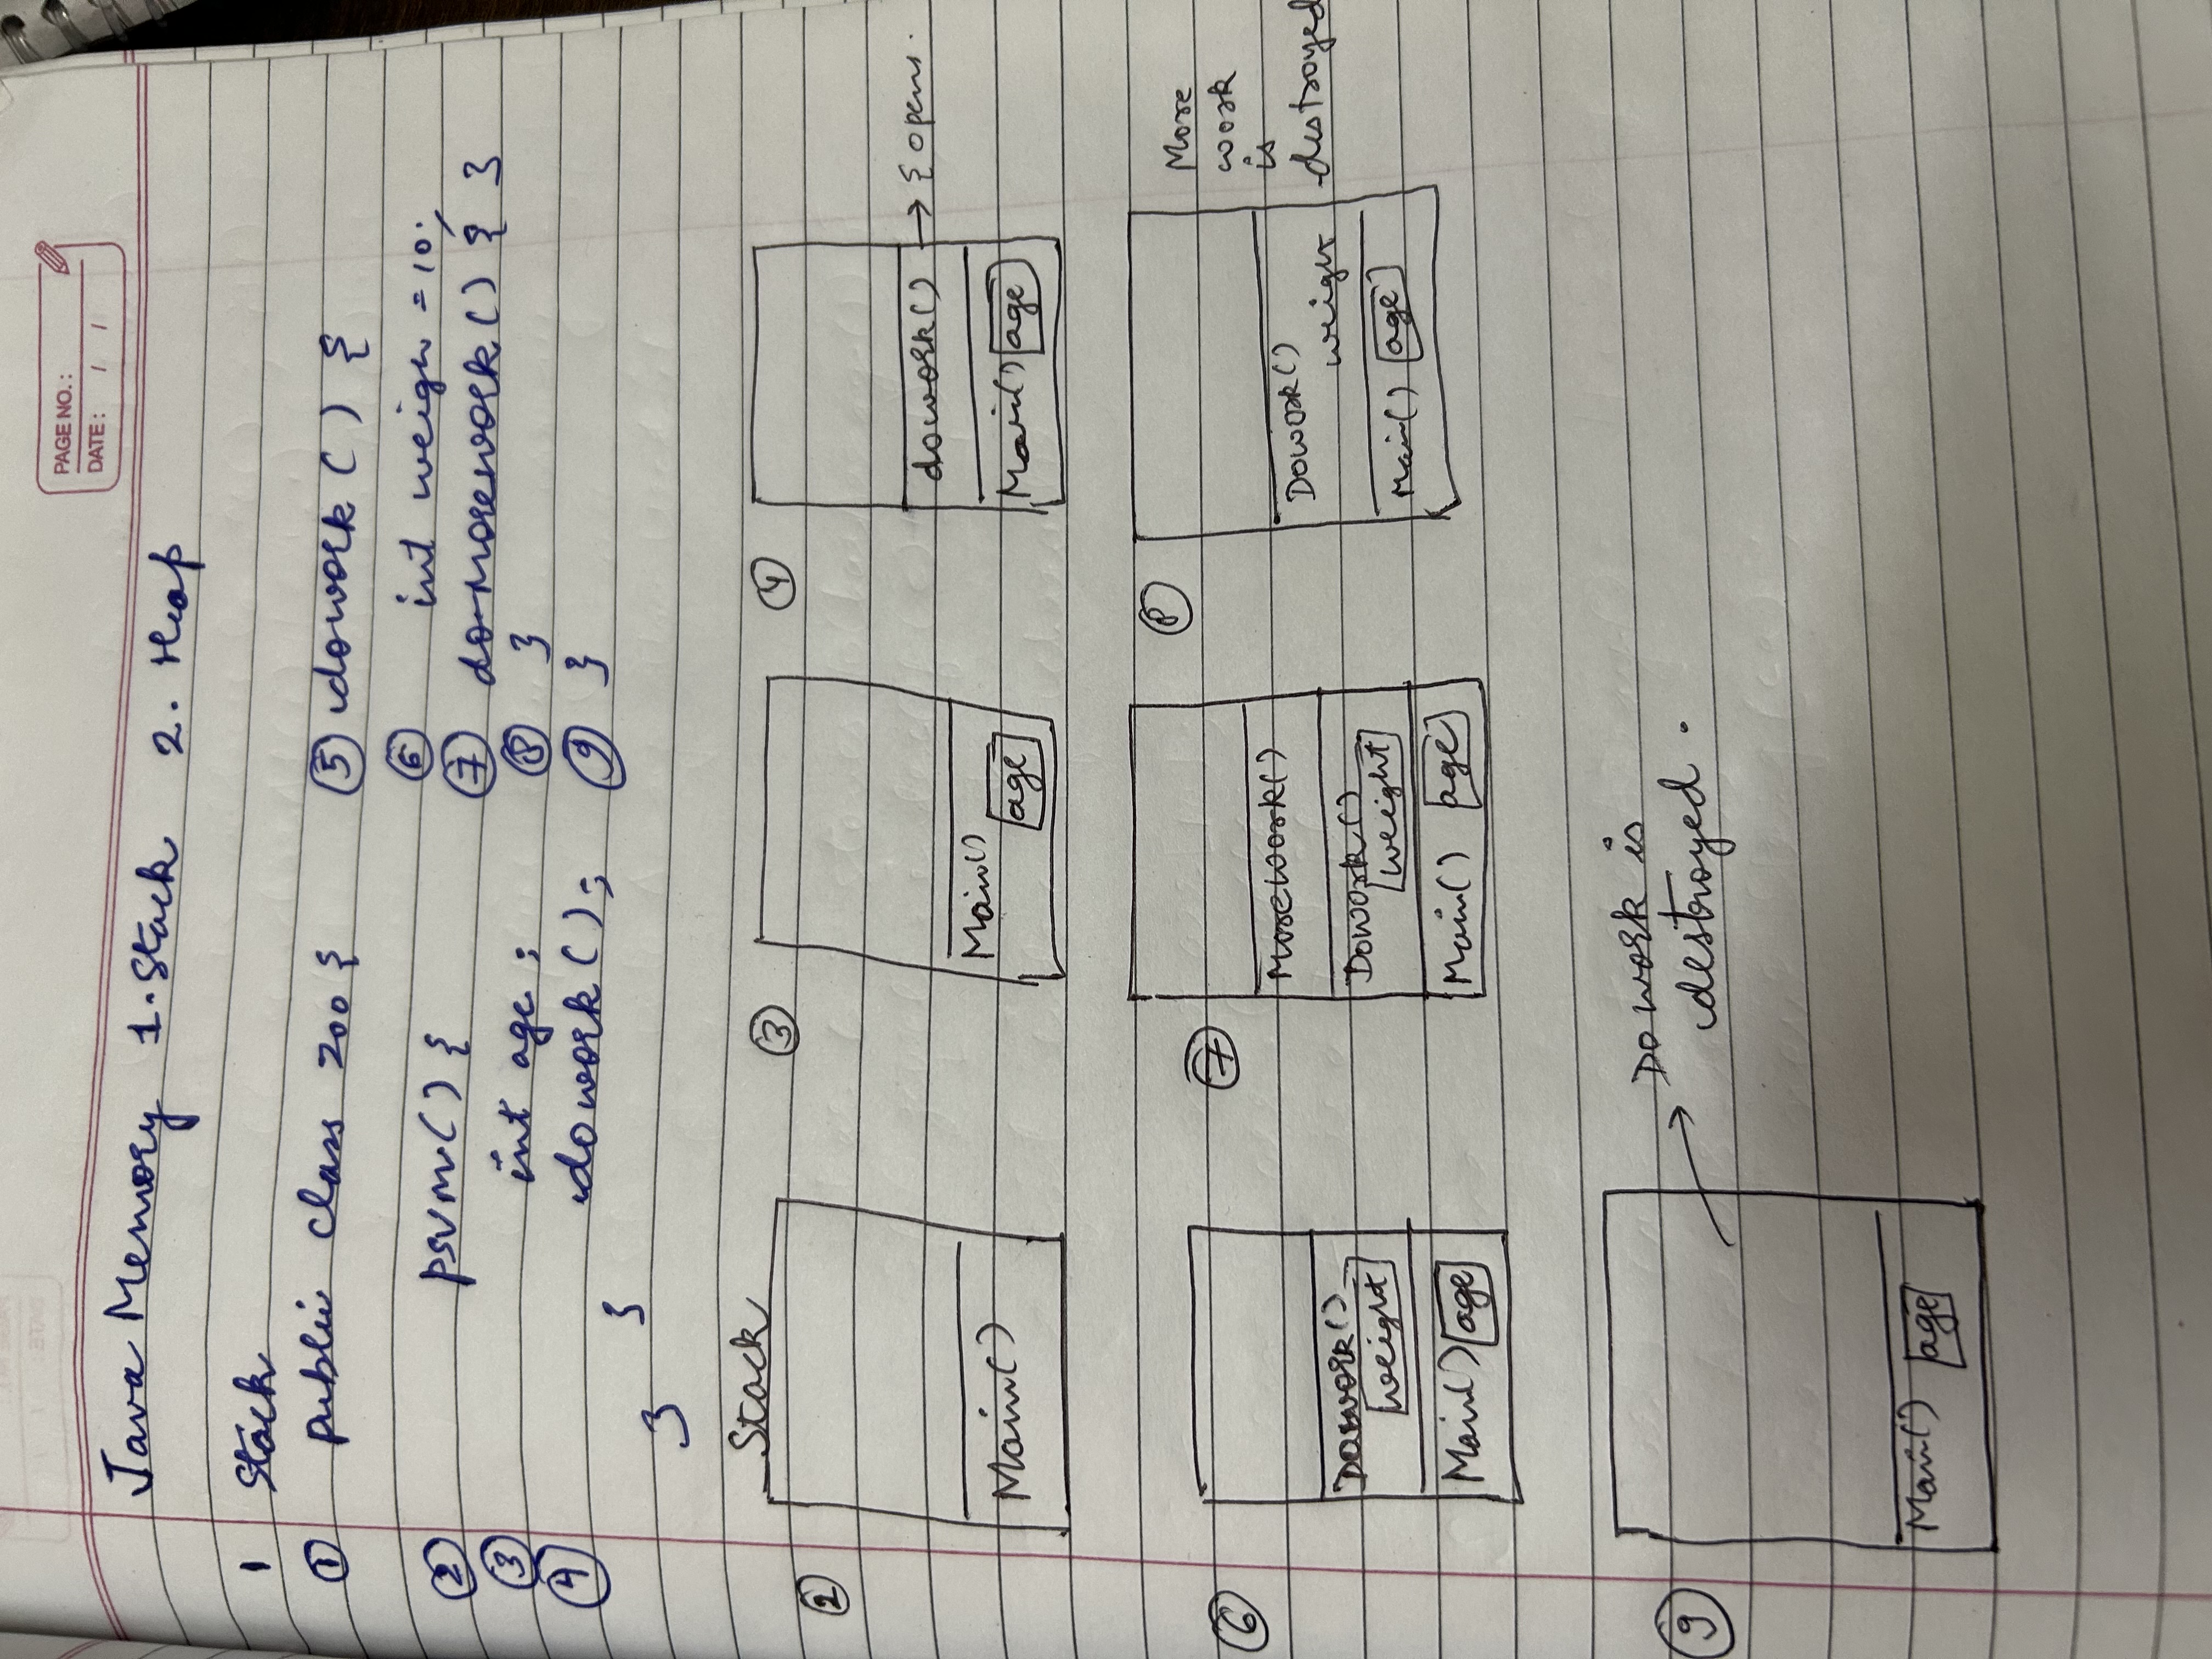 PAGE NO. :
DATE : / /
Java Memory 1. Stack 2. Heap
1 Stack
① public class Zoo {
② psvm() {
③ int age ;
④ dowork ( ) ;
}
}
⑤ dowork ( ) {
⑥ int weigh = 10;
⑦ do-Morework ( ) { }
⑧ }
⑨ }
Stack
②
Main()
③
Main()
age
④
dowork() → { opens.
Main() age
⑥
Dowork()
weight
Main() age
⑦
MoreWork()
DoWork()
weight
Main() age
⑧
Dowork()
weight
Main() age
More
work
is
destroyed
⑨
Do work is
destroyed .
Main() age